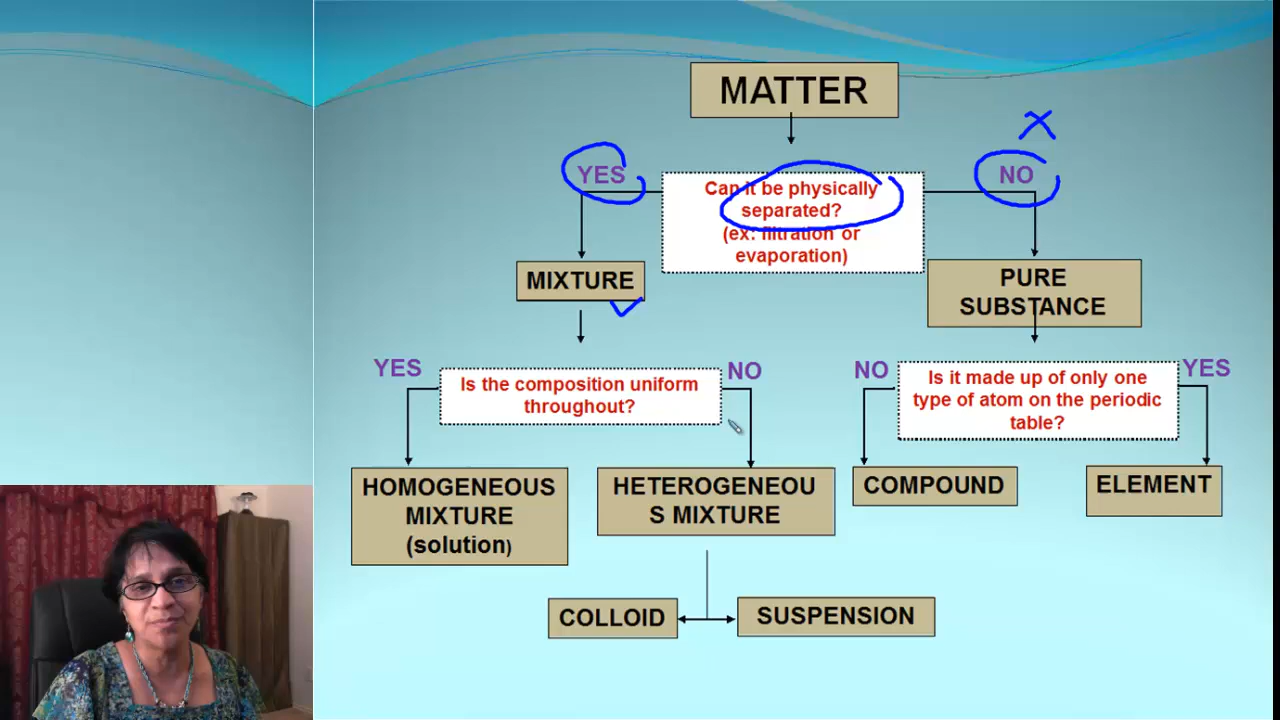 MATTER
YES
NO
Can it be physically
separated?
(ex: filtration or
evaporation)
MIXTURE
PURE
SUBSTANCE
YES
Is the composition uniform
throughout?
NO
NO
Is it made up of only one
type of atom on the periodic
table?
YES
HOMOGENEOUS
MIXTURE
(solution)
HETEROGENEOU
S MIXTURE
COMPOUND
ELEMENT
COLLOID
SUSPENSION